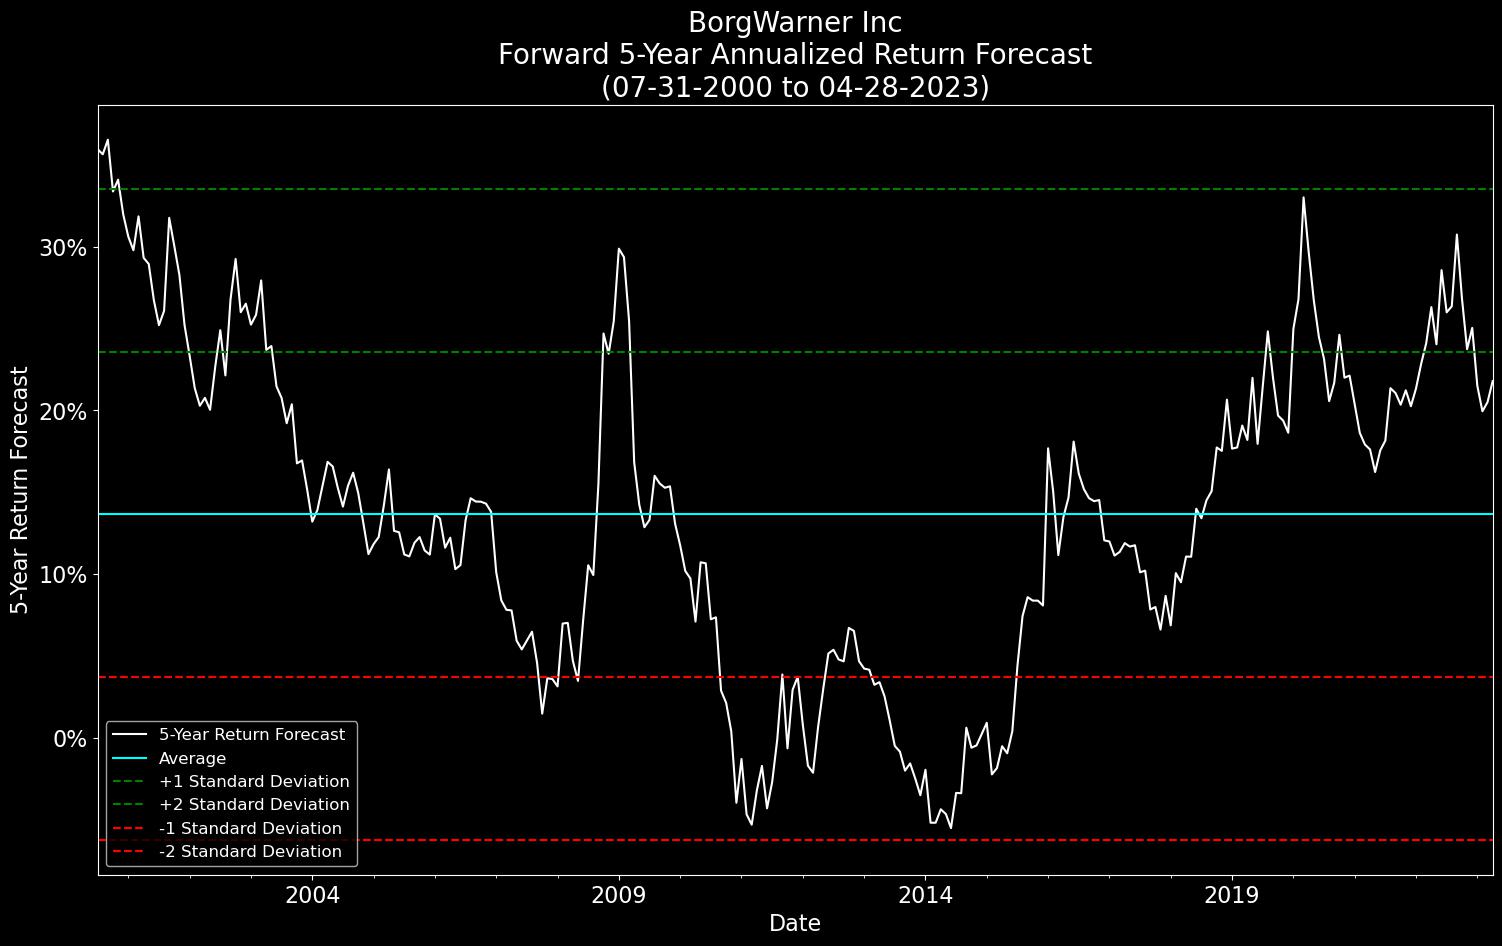 BorgWarner Inc
Forward 5-Year Annualized Return Forecast
(07-31-2000 to 04-28-2023)
5-Year Return Forecast
30%
20%
10%
0%
5-Year Return Forecast
Average
+1 Standard Deviation
+2 Standard Deviation
-1 Standard Deviation
-2 Standard Deviation
2004
2009
2014
2019
Date